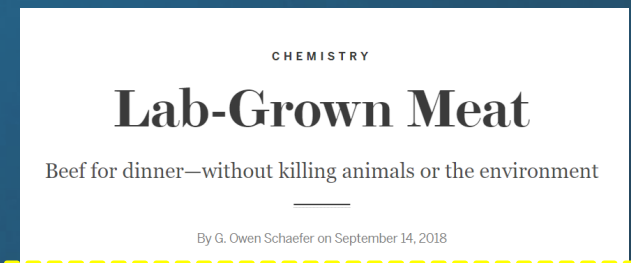 CHEMISTRY
Lab-Grown Meat
Beef for dinner—without killing animals or the environment
By G. Owen Schaefer on September 14, 2018